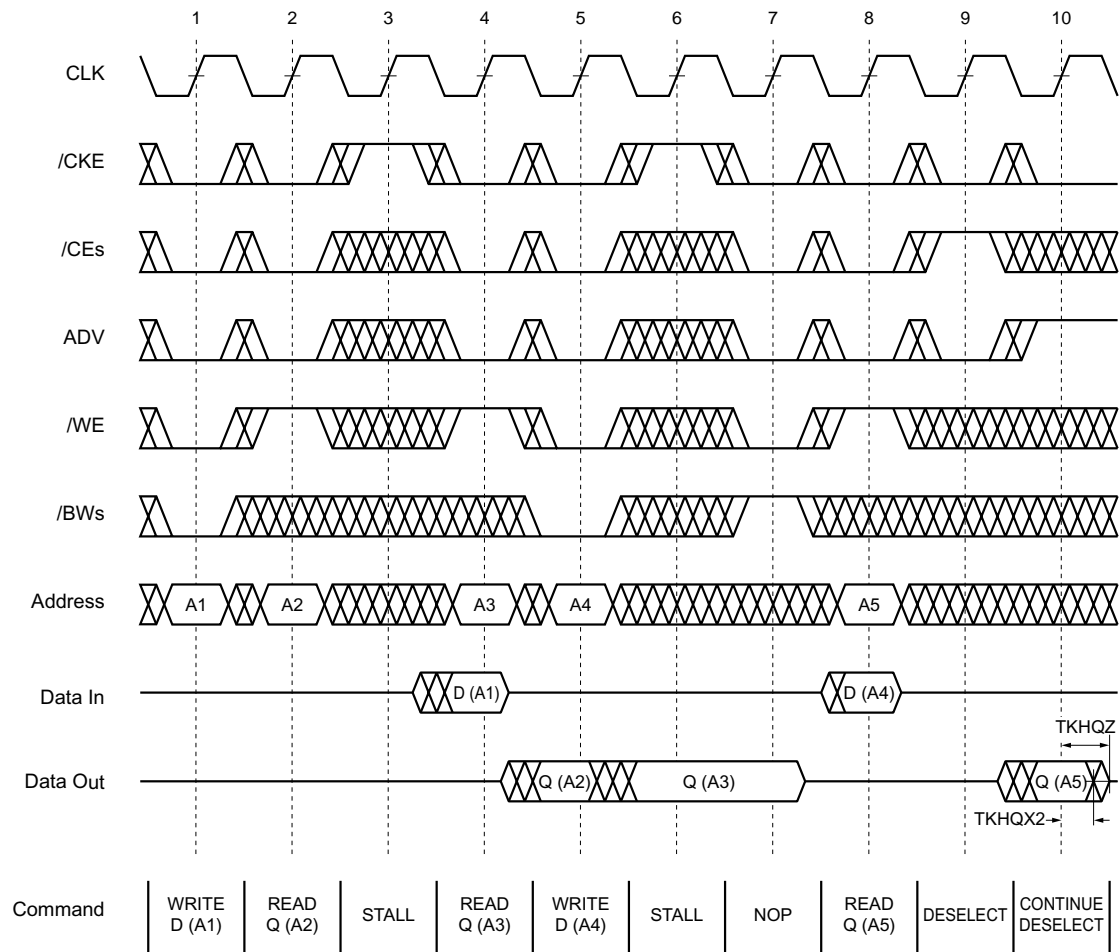 1 2 3 4 5 6 7 8 9 10
CLK
/CKE
/CEs
ADV
/WE
/BWs
Address A1 A2 A3 A4 A5
Data In D (A1) D (A4)
TKHQZ
Data Out Q (A2) Q (A3) Q (A5)
TKHQX2
Command WRITE D (A1) READ Q (A2) STALL READ Q (A3) WRITE D (A4) STALL NOP READ Q (A5) DESELECT CONTINUE DESELECT